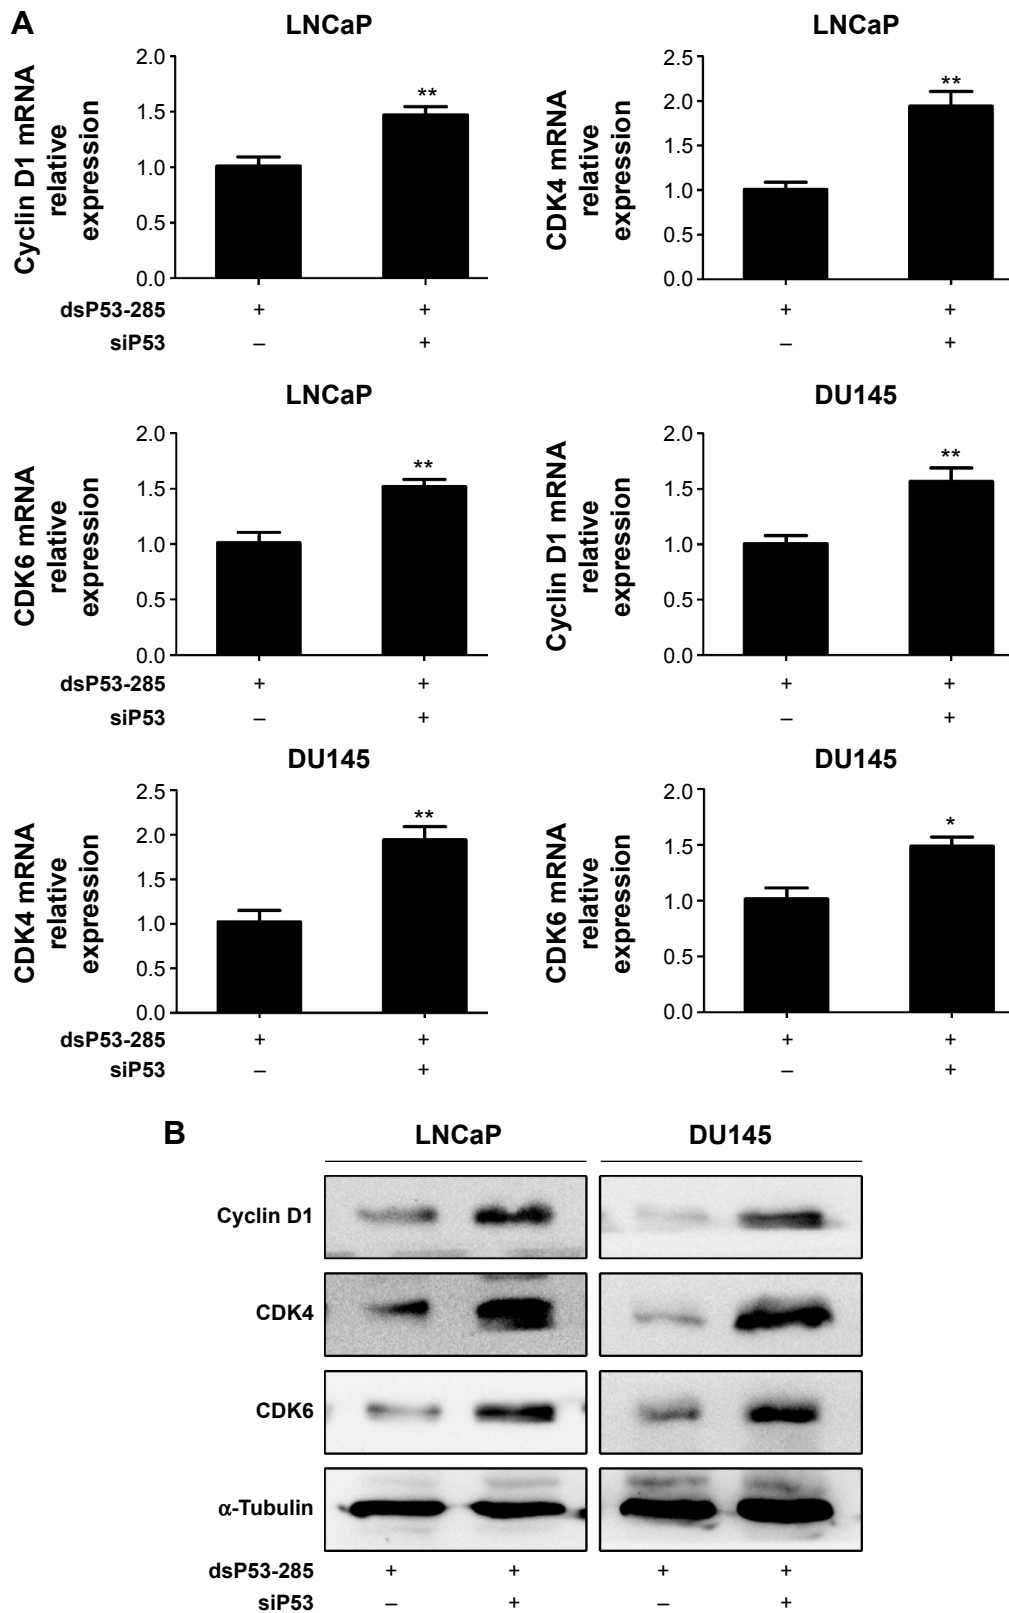 A
LNCaP
Cyclin D1 mRNA
relative
expression
2.0
1.5
1.0
0.5
0.0
**
dsP53-285 + +
siP53 – +
LNCaP
CDK4 mRNA
relative
expression
2.5
2.0
1.5
1.0
0.5
0.0
**
+ +
– +
LNCaP
CDK6 mRNA
relative
expression
2.0
1.5
1.0
0.5
0.0
**
dsP53-285 + +
siP53 – +
DU145
Cyclin D1 mRNA
relative
expression
2.0
1.5
1.0
0.5
0.0
**
+ +
– +
DU145
CDK4 mRNA
relative
expression
2.5
2.0
1.5
1.0
0.5
0.0
**
dsP53-285 + +
siP53 – +
DU145
CDK6 mRNA
relative
expression
2.0
1.5
1.0
0.5
0.0
*
+ +
– +
B
LNCaP DU145
Cyclin D1
CDK4
CDK6
α-Tubulin
dsP53-285 + + + +
siP53 – + – +